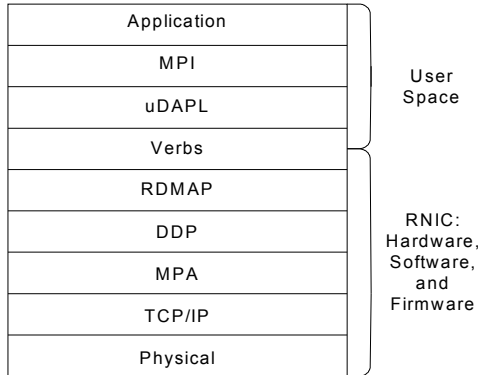 Application
MPI
uDAPL
Verbs
RDMAP
DDP
MPA
TCP/IP
Physical
User
Space
RNIC:
Hardware,
Software,
and
Firmware